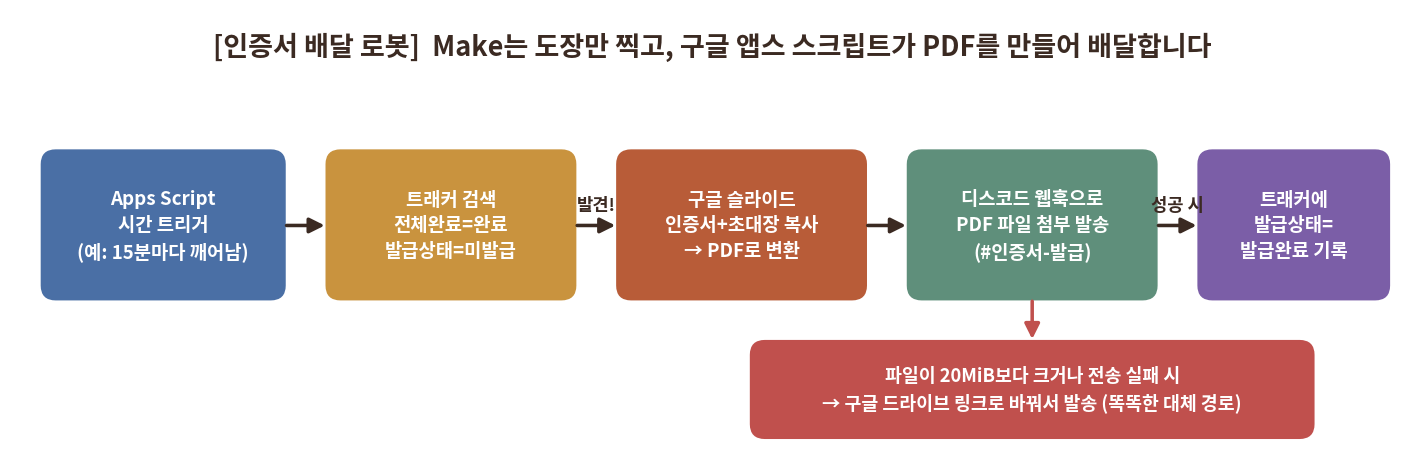 [인증서 배달 로봇]  Make는 도장만 찍고, 구글 앱스 스크립트가 PDF를 만들어 배달합니다
Apps Script
시간 트리거
(예: 15분마다 깨어남)
트래커 검색
전체완료=완료
발급상태=미발급
발견!
구글 슬라이드
인증서+초대장 복사
→ PDF로 변환
디스코드 웹훅으로
PDF 파일 첨부 발송
(#인증서-발급)
성공 시
트래커에
발급상태=
발급완료 기록
파일이 20MiB보다 크거나 전송 실패 시
→ 구글 드라이브 링크로 바꿔서 발송 (똑똑한 대체 경로)